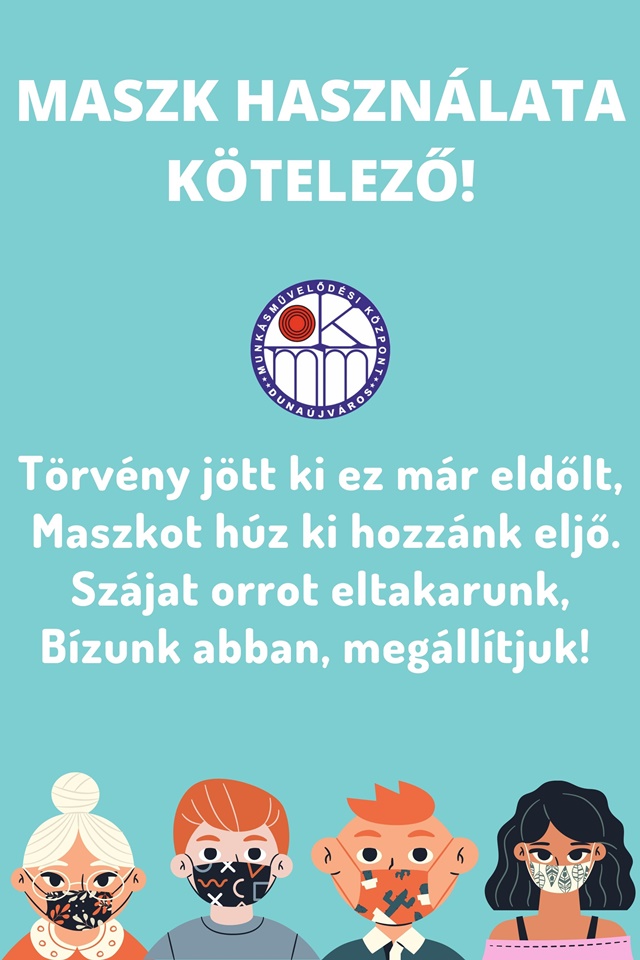 MASZK HASZNÁLATA
KÖTELEZŐ!
MUNKÁSMŰVELŐDÉSI KÖZPONT
DUNAÚJVÁROS
Törvény jött ki ez már eldőlt,
Maszkot húz ki hozzánk eljő.
Szájat orrot eltakarunk,
Bízunk abban, megállítjuk!